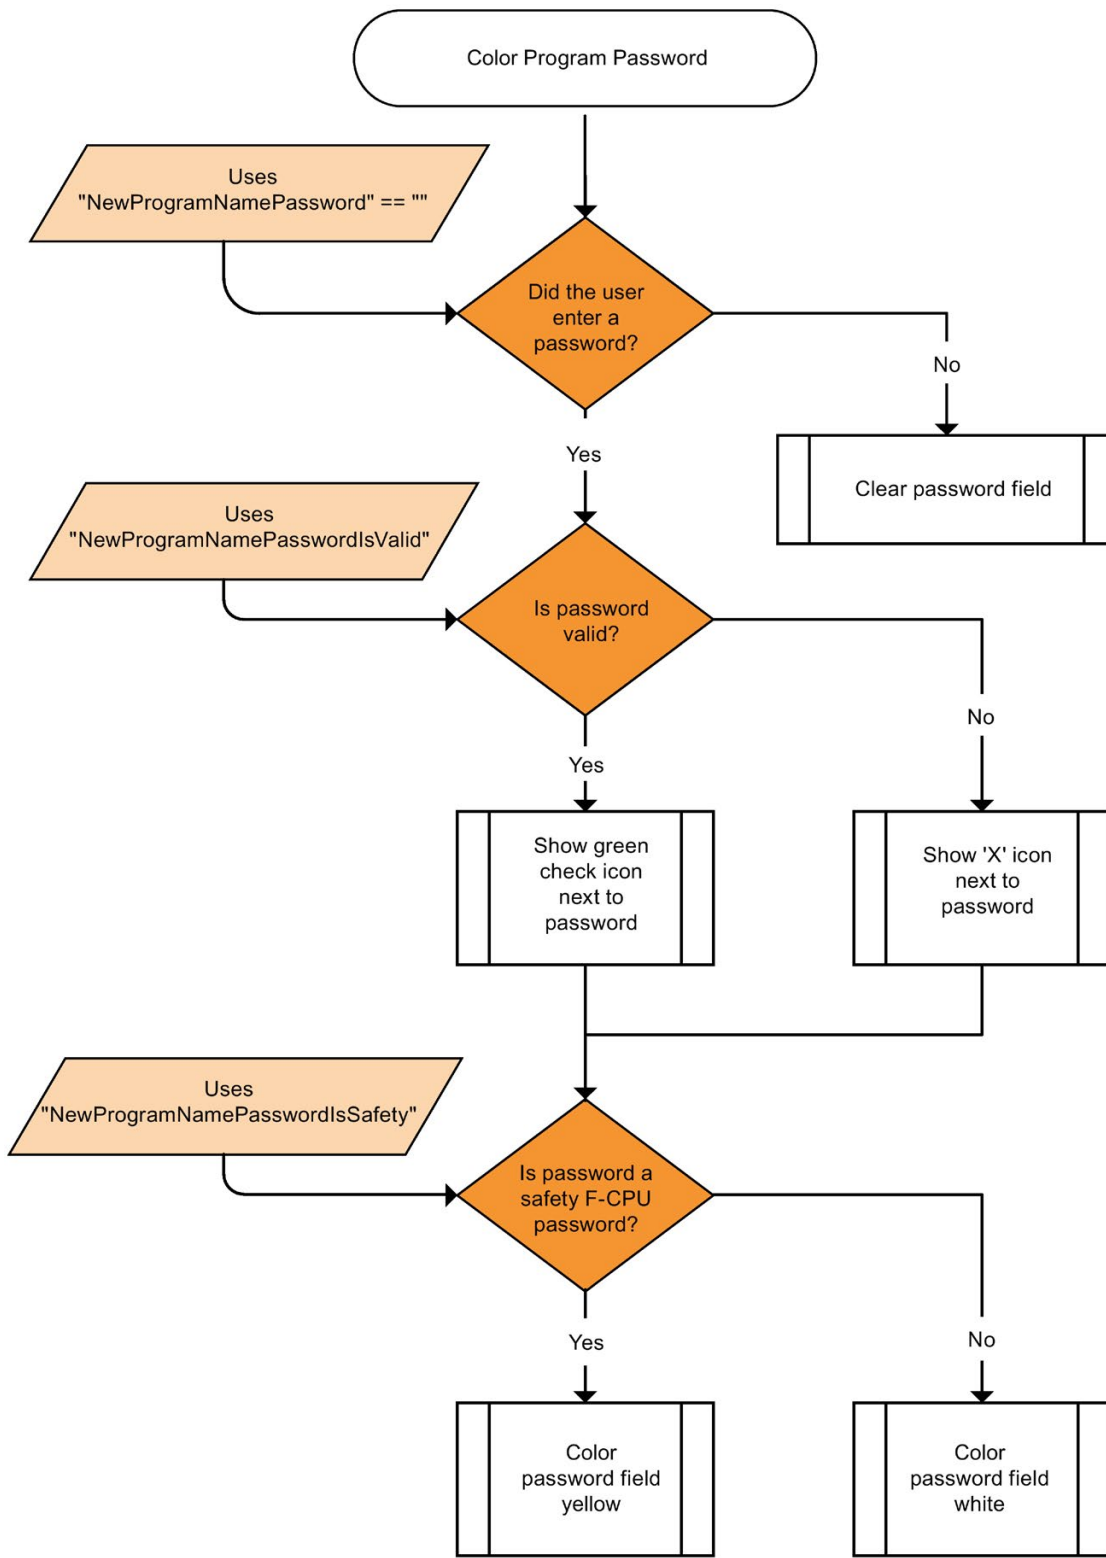 Color Program Password
Uses
"NewProgramNamePassword" == ""
Did the user
enter a
password?
No
Yes
Clear password field
Uses
"NewProgramNamePasswordIsValid"
Is password
valid?
No
Yes
Show green
check icon
next to
password
Show 'X' icon
next to
password
Uses
"NewProgramNamePasswordIsSafety"
Is password a
safety F-CPU
password?
Yes
No
Color
password field
yellow
Color
password field
white